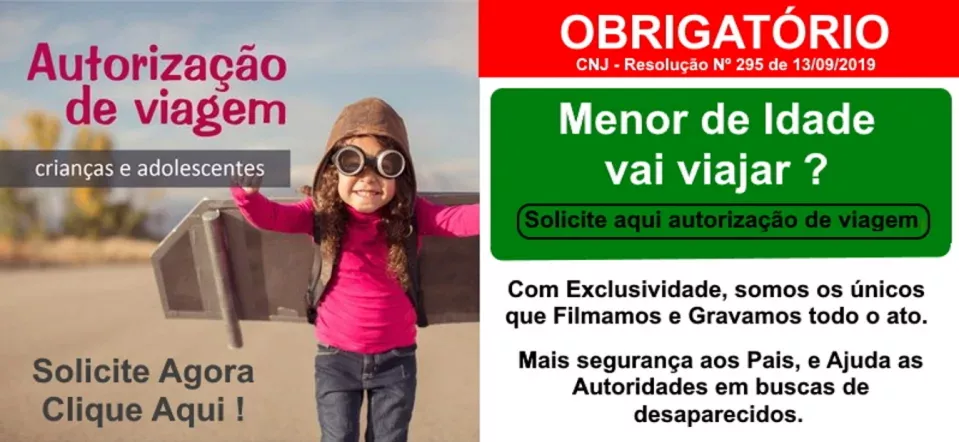 Autorização
de viagem
crianças e adolescentes
Solicite Agora
Clique Aqui !
OBRIGATÓRIO
CNJ - Resolução Nº 295 de 13/09/2019
Menor de Idade
vai viajar ?
Solicite aqui autorização de viagem
Com Exclusividade, somos os únicos
que Filmamos e Gravamos todo o ato.
Mais segurança aos Pais, e Ajuda as
Autoridades em buscas de
desaparecidos.